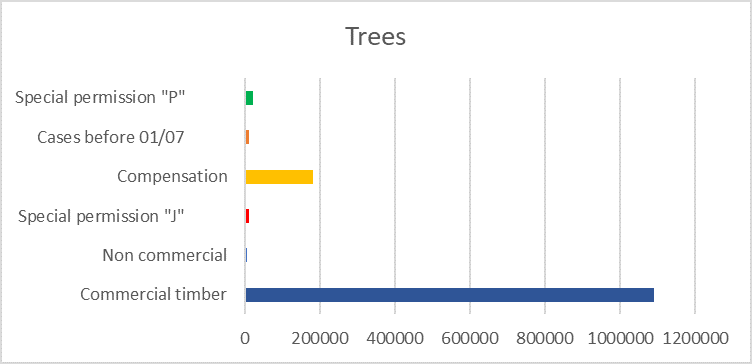 Trees
Special permission "P"
Cases before 01/07
Compensation
Special permission "J"
Non commercial
Commercial timber
0 200000 400000 600000 800000 1000000 1200000